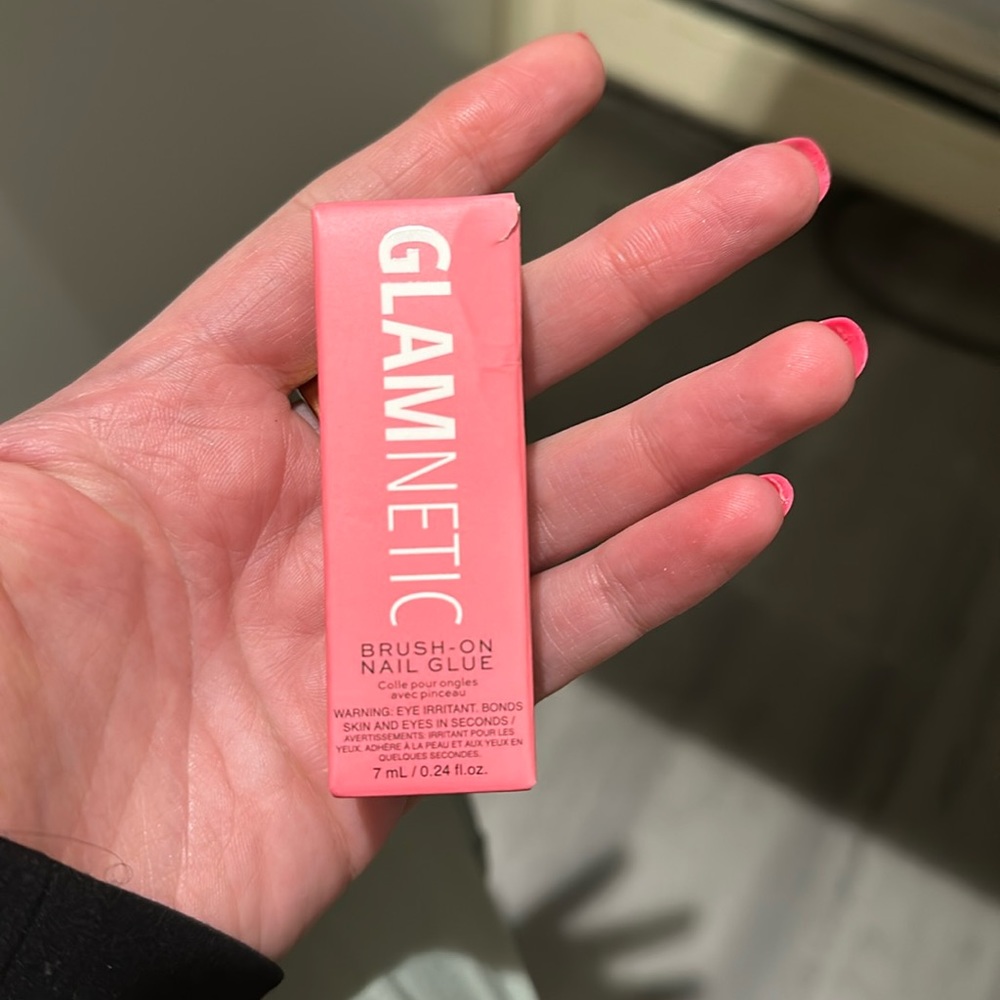 GLAMNETIC
BRUSH-ON
NAIL GLUE
Colle pour ongles
avec pinceau
WARNING: EYE IRRITANT. BONDS
SKIN AND EYES IN SECONDS /
AVERTISSEMENTS: IRRITANT POUR LES
YEUX. ADHÈRE À LA PEAU ET AUX YEUX EN
QUELQUES SECONDES.
7 mL / 0.24 fl.oz.